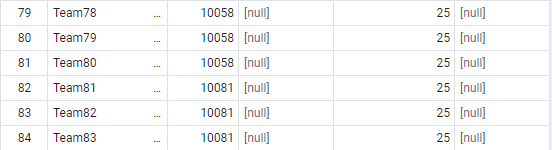 79 Team78 ... 10058 [null] 25 [null]
80 Team79 ... 10058 [null] 25 [null]
81 Team80 ... 10058 [null] 25 [null]
82 Team81 ... 10081 [null] 25 [null]
83 Team82 ... 10081 [null] 25 [null]
84 Team83 ... 10081 [null] 25 [null]